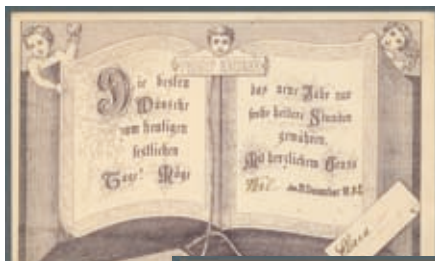 Die besten
Wünsche
zum heutigen
festlichen
Tage! Möge
das neue Jahr nur
frohe heitere Stunden
gewähren.
Mit herzlichem Gruss
den 31. December